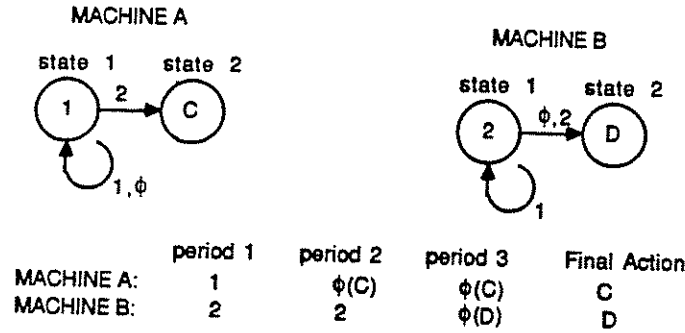 MACHINE A
state 1 state 2
1 2 C
1,ϕ
MACHINE B
state 1 state 2
2 ϕ,2 D
1
period 1 period 2 period 3 Final Action
MACHINE A: 1 ϕ(C) ϕ(C) C
MACHINE B: 2 2 ϕ(D) D